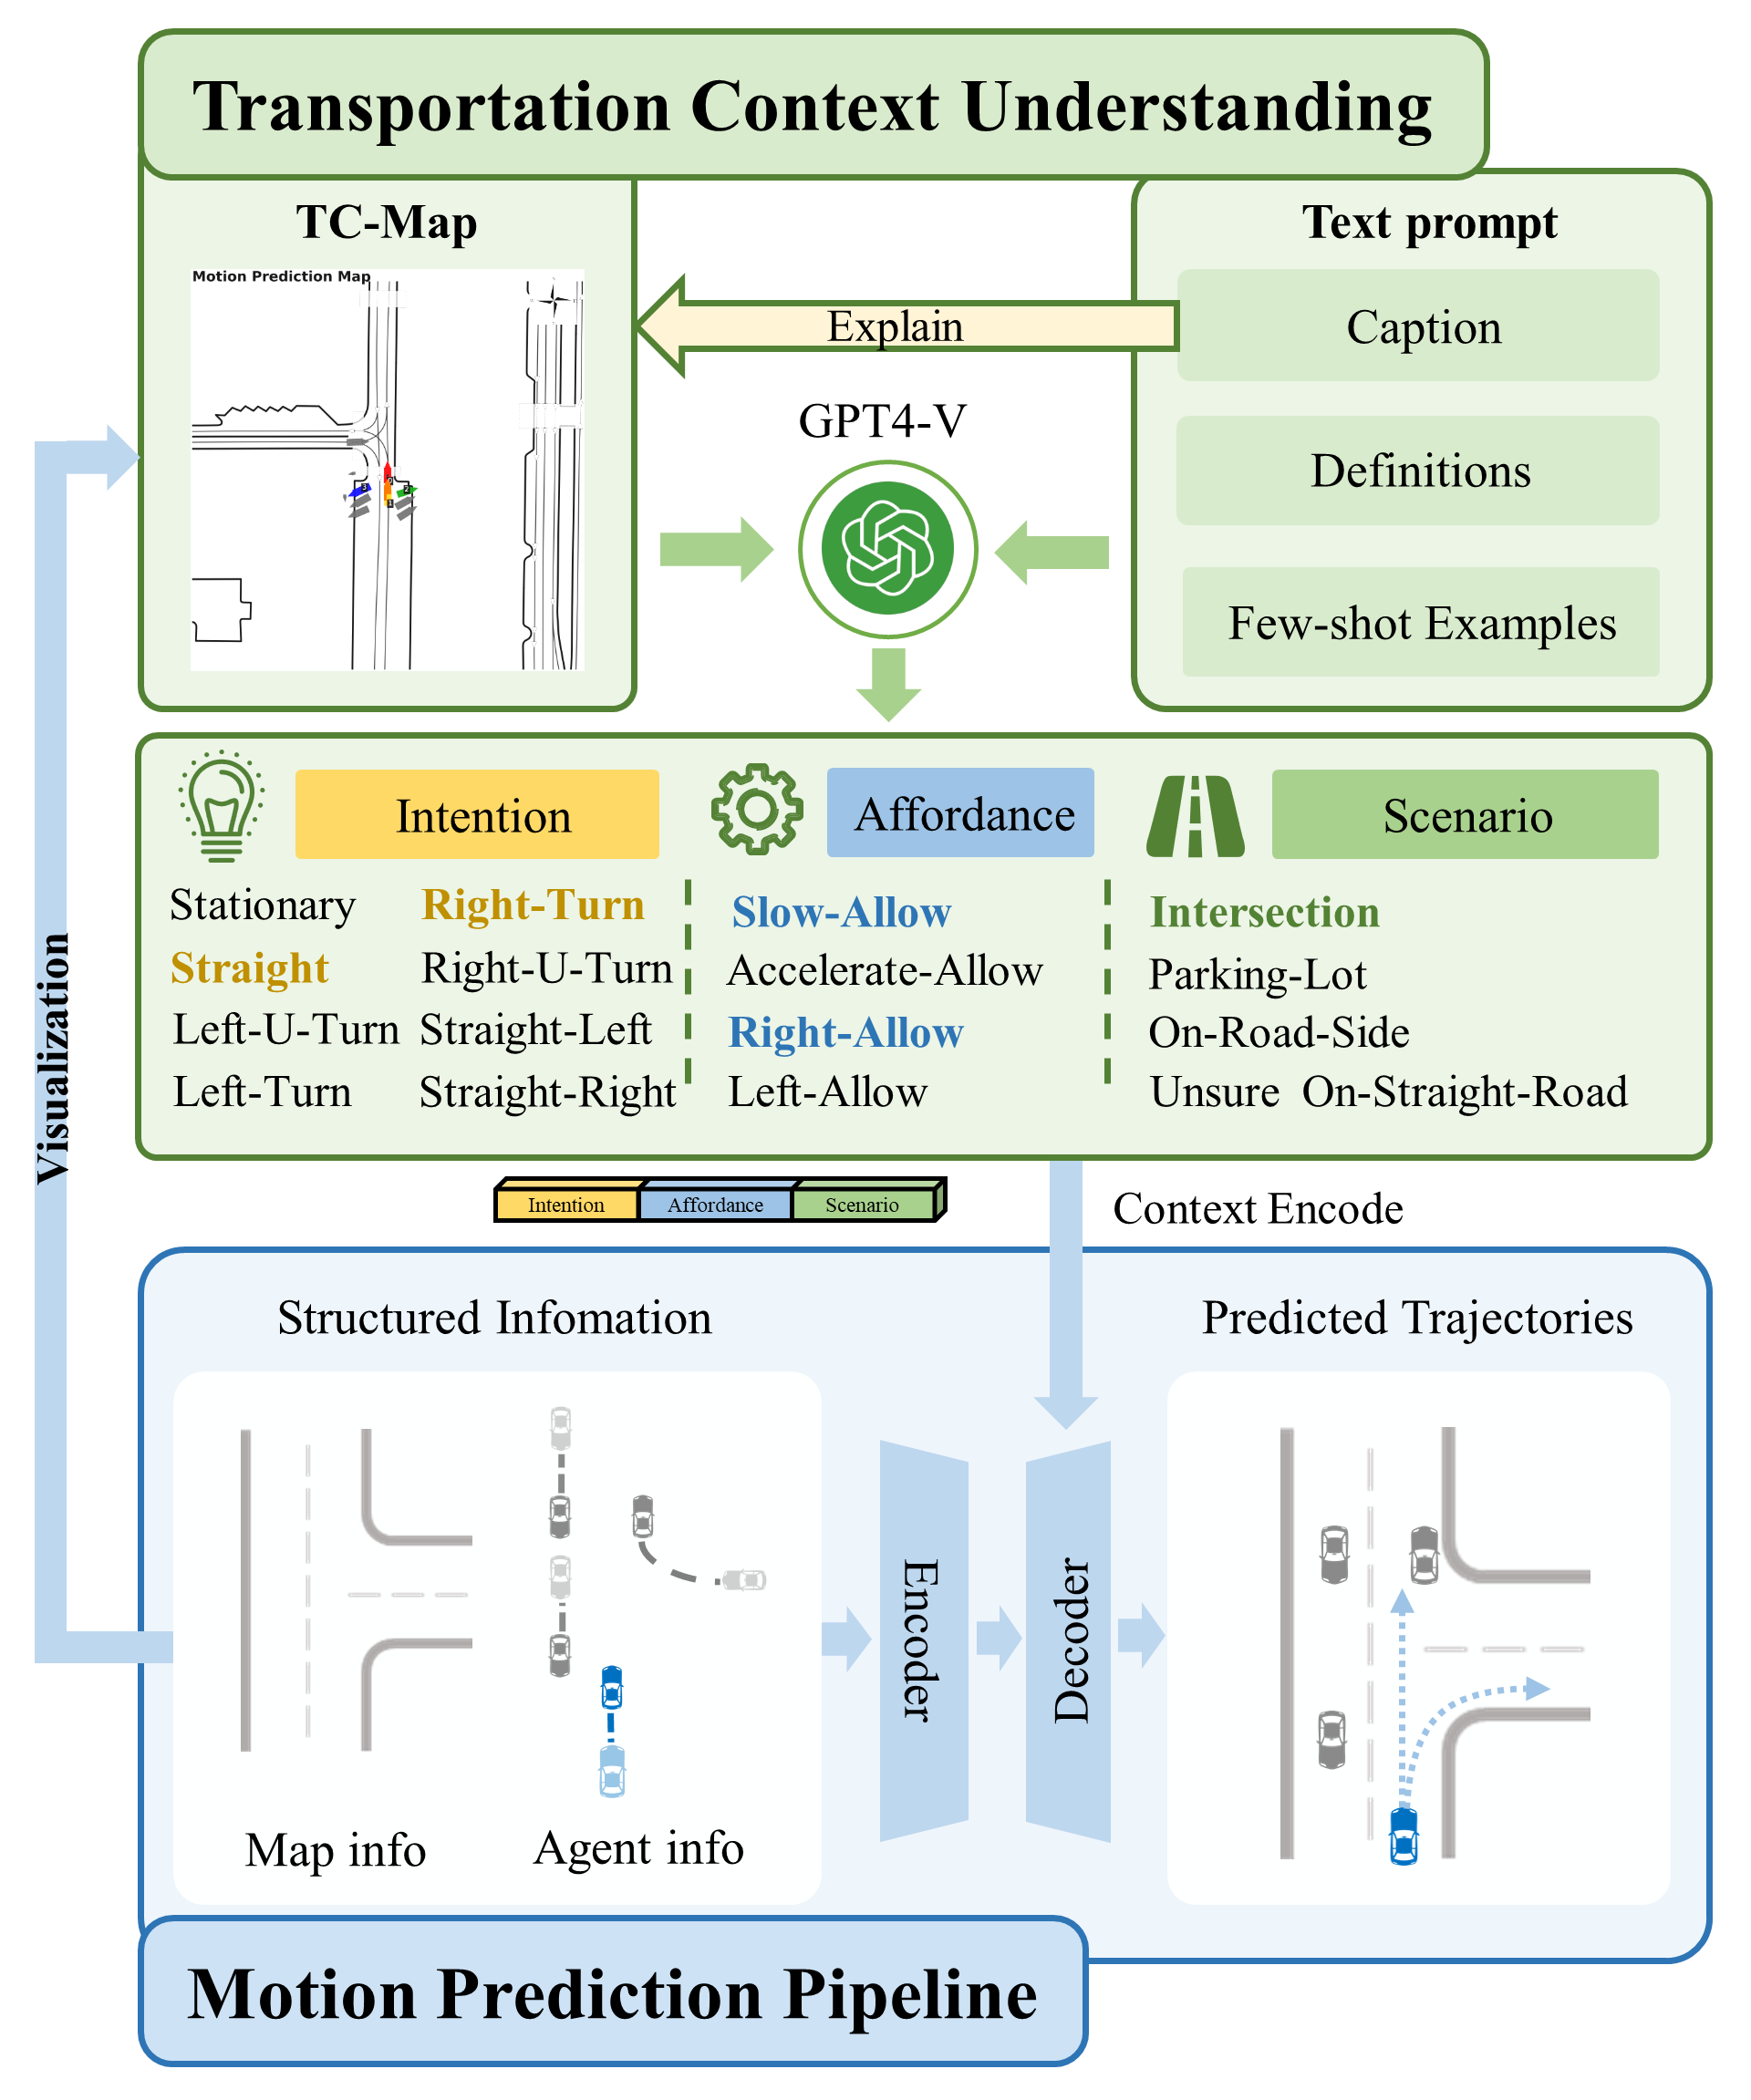 Transportation Context Understanding
TC-Map
Motion Prediction Map
Text prompt
Explain
Caption
GPT4-V
Definitions
Few-shot Examples
Intention
Affordance
Scenario
Stationary
Right-Turn
Straight
Right-U-Turn
Left-U-Turn
Straight-Left
Left-Turn
Straight-Right
Slow-Allow
Accelerate-Allow
Right-Allow
Left-Allow
Intersection
Parking-Lot
On-Road-Side
Unsure On-Straight-Road
Visualization
Intention
Affordance
Scenario
Context Encode
Structured Infomation
Predicted Trajectories
Encoder
Decoder
Map info
Agent info
Motion Prediction Pipeline